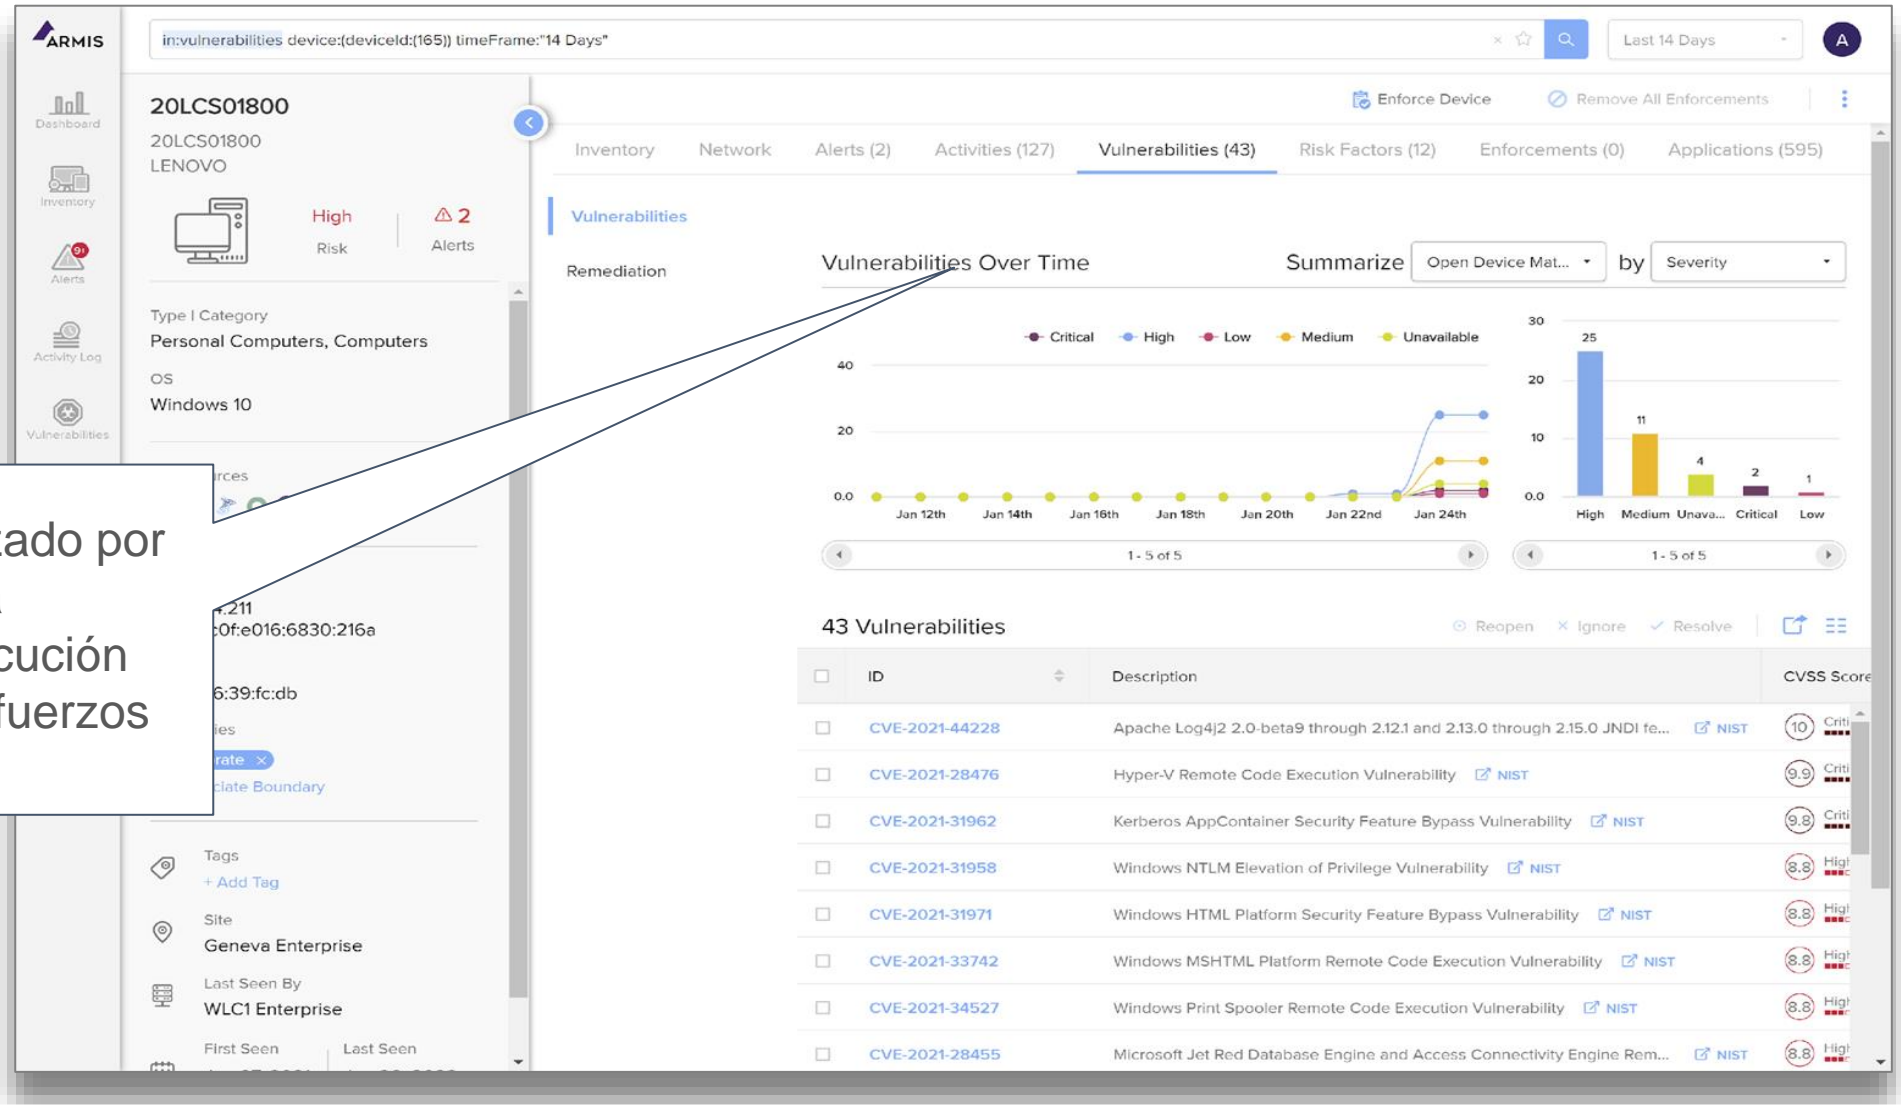 ARMIS
in:vulnerabilities device:(deviceId:(165)) timeFrame:"14 Days"
Last 14 Days
A
Dashboard
Inventory
9+
Alerts
Activity Log
Vulnerabilities
20LCS01800
20LCS01800
LENOVO
High
Risk
2
Alerts
Type | Category
Personal Computers, Computers
OS
Windows 10
.211
:0f:e016:6830:216a
6:39:fc:db
ciate Boundary
Tags
+ Add Tag
Site
Geneva Enterprise
Last Seen By
WLC1 Enterprise
First Seen
Last Seen
zado por
cución
fuerzos
Enforce Device
Remove All Enforcements
Inventory
Network
Alerts (2)
Activities (127)
Vulnerabilities (43)
Risk Factors (12)
Enforcements (0)
Applications (595)
Vulnerabilities
Remediation
Vulnerabilities Over Time
Summarize
Open Device Mat...
by
Severity
Critical
High
Low
Medium
Unavailable
40
20
0.0
Jan 12th
Jan 14th
Jan 16th
Jan 18th
Jan 20th
Jan 22nd
Jan 24th
1 - 5 of 5
30
20
10
0.0
25
11
4
2
1
High
Medium
Unava...
Critical
Low
1 - 5 of 5
43 Vulnerabilities
Reopen
Ignore
Resolve
ID
Description
CVSS Score
CVE-2021-44228 Apache Log4j2 2.0-beta9 through 2.12.1 and 2.13.0 through 2.15.0 JNDI fe... NIST 10 Criti
CVE-2021-28476 Hyper-V Remote Code Execution Vulnerability NIST 9.9 Criti
CVE-2021-31962 Kerberos AppContainer Security Feature Bypass Vulnerability NIST 9.8 Criti
CVE-2021-31958 Windows NTLM Elevation of Privilege Vulnerability NIST 8.8 High
CVE-2021-31971 Windows HTML Platform Security Feature Bypass Vulnerability NIST 8.8 High
CVE-2021-33742 Windows MSHTML Platform Remote Code Execution Vulnerability NIST 8.8 High
CVE-2021-34527 Windows Print Spooler Remote Code Execution Vulnerability NIST 8.8 High
CVE-2021-28455 Microsoft Jet Red Database Engine and Access Connectivity Engine Rem... NIST 8.8 High